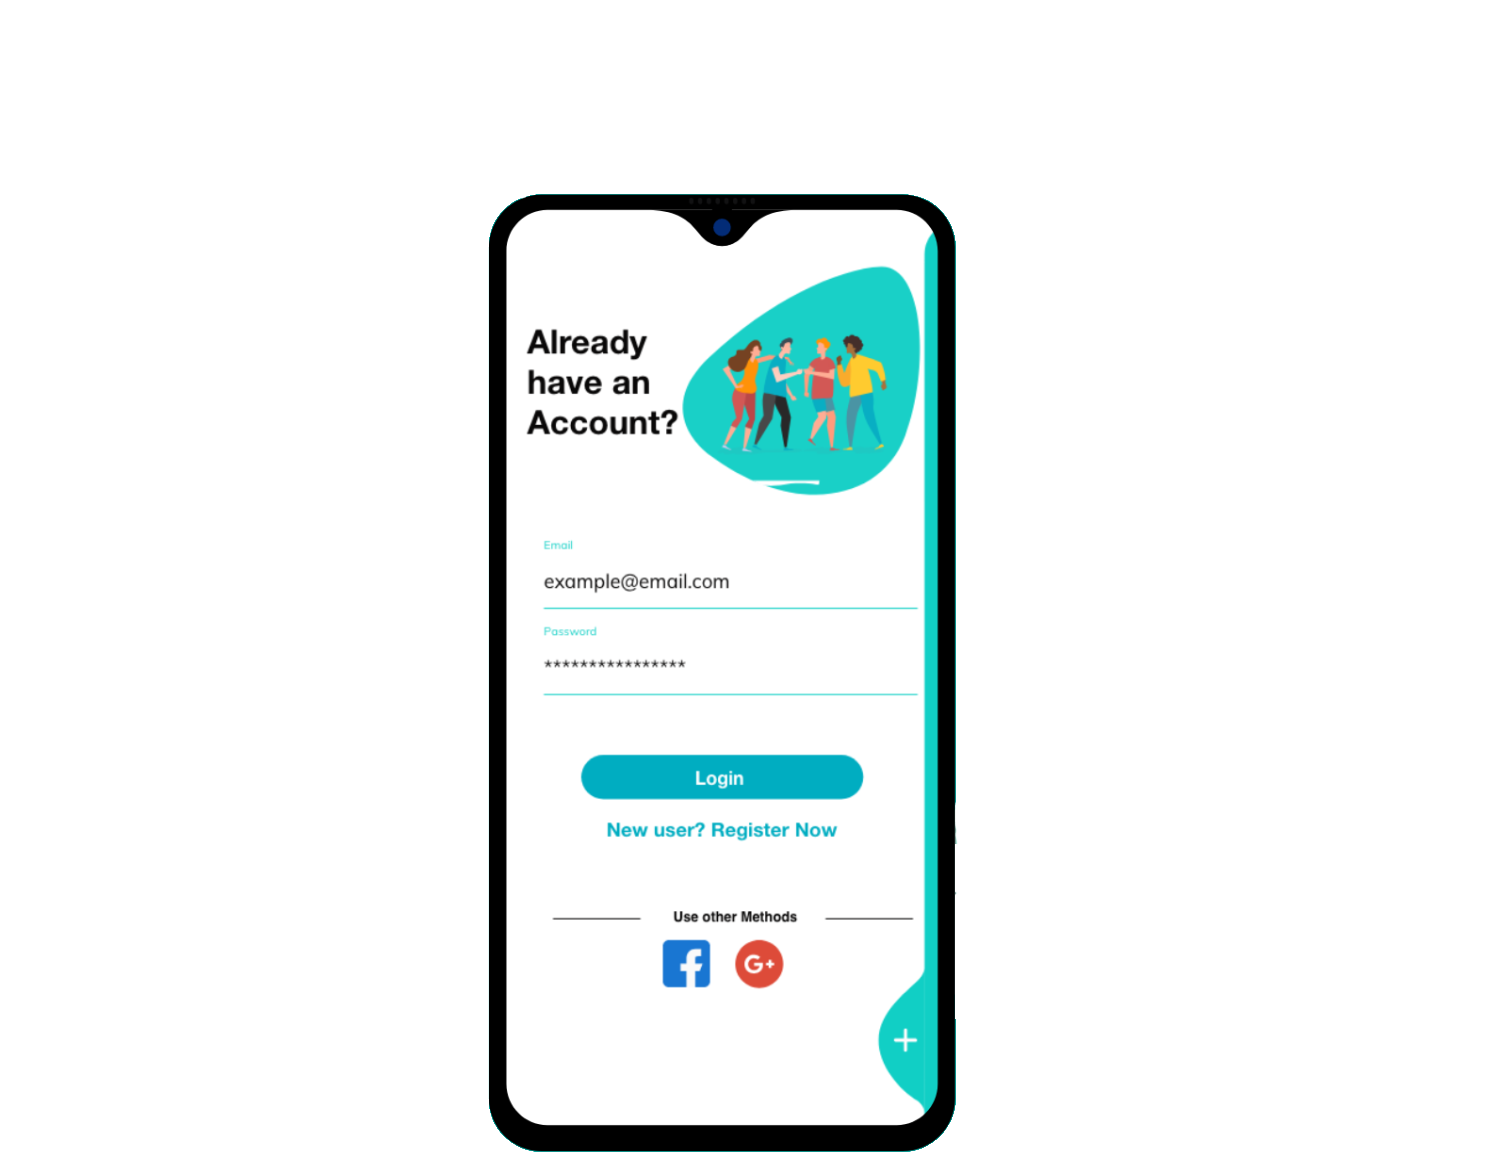 Already
have an
Account?
Email
example@email.com
Password
****************
Login
New user? Register Now
Use other Methods
f
G+
+